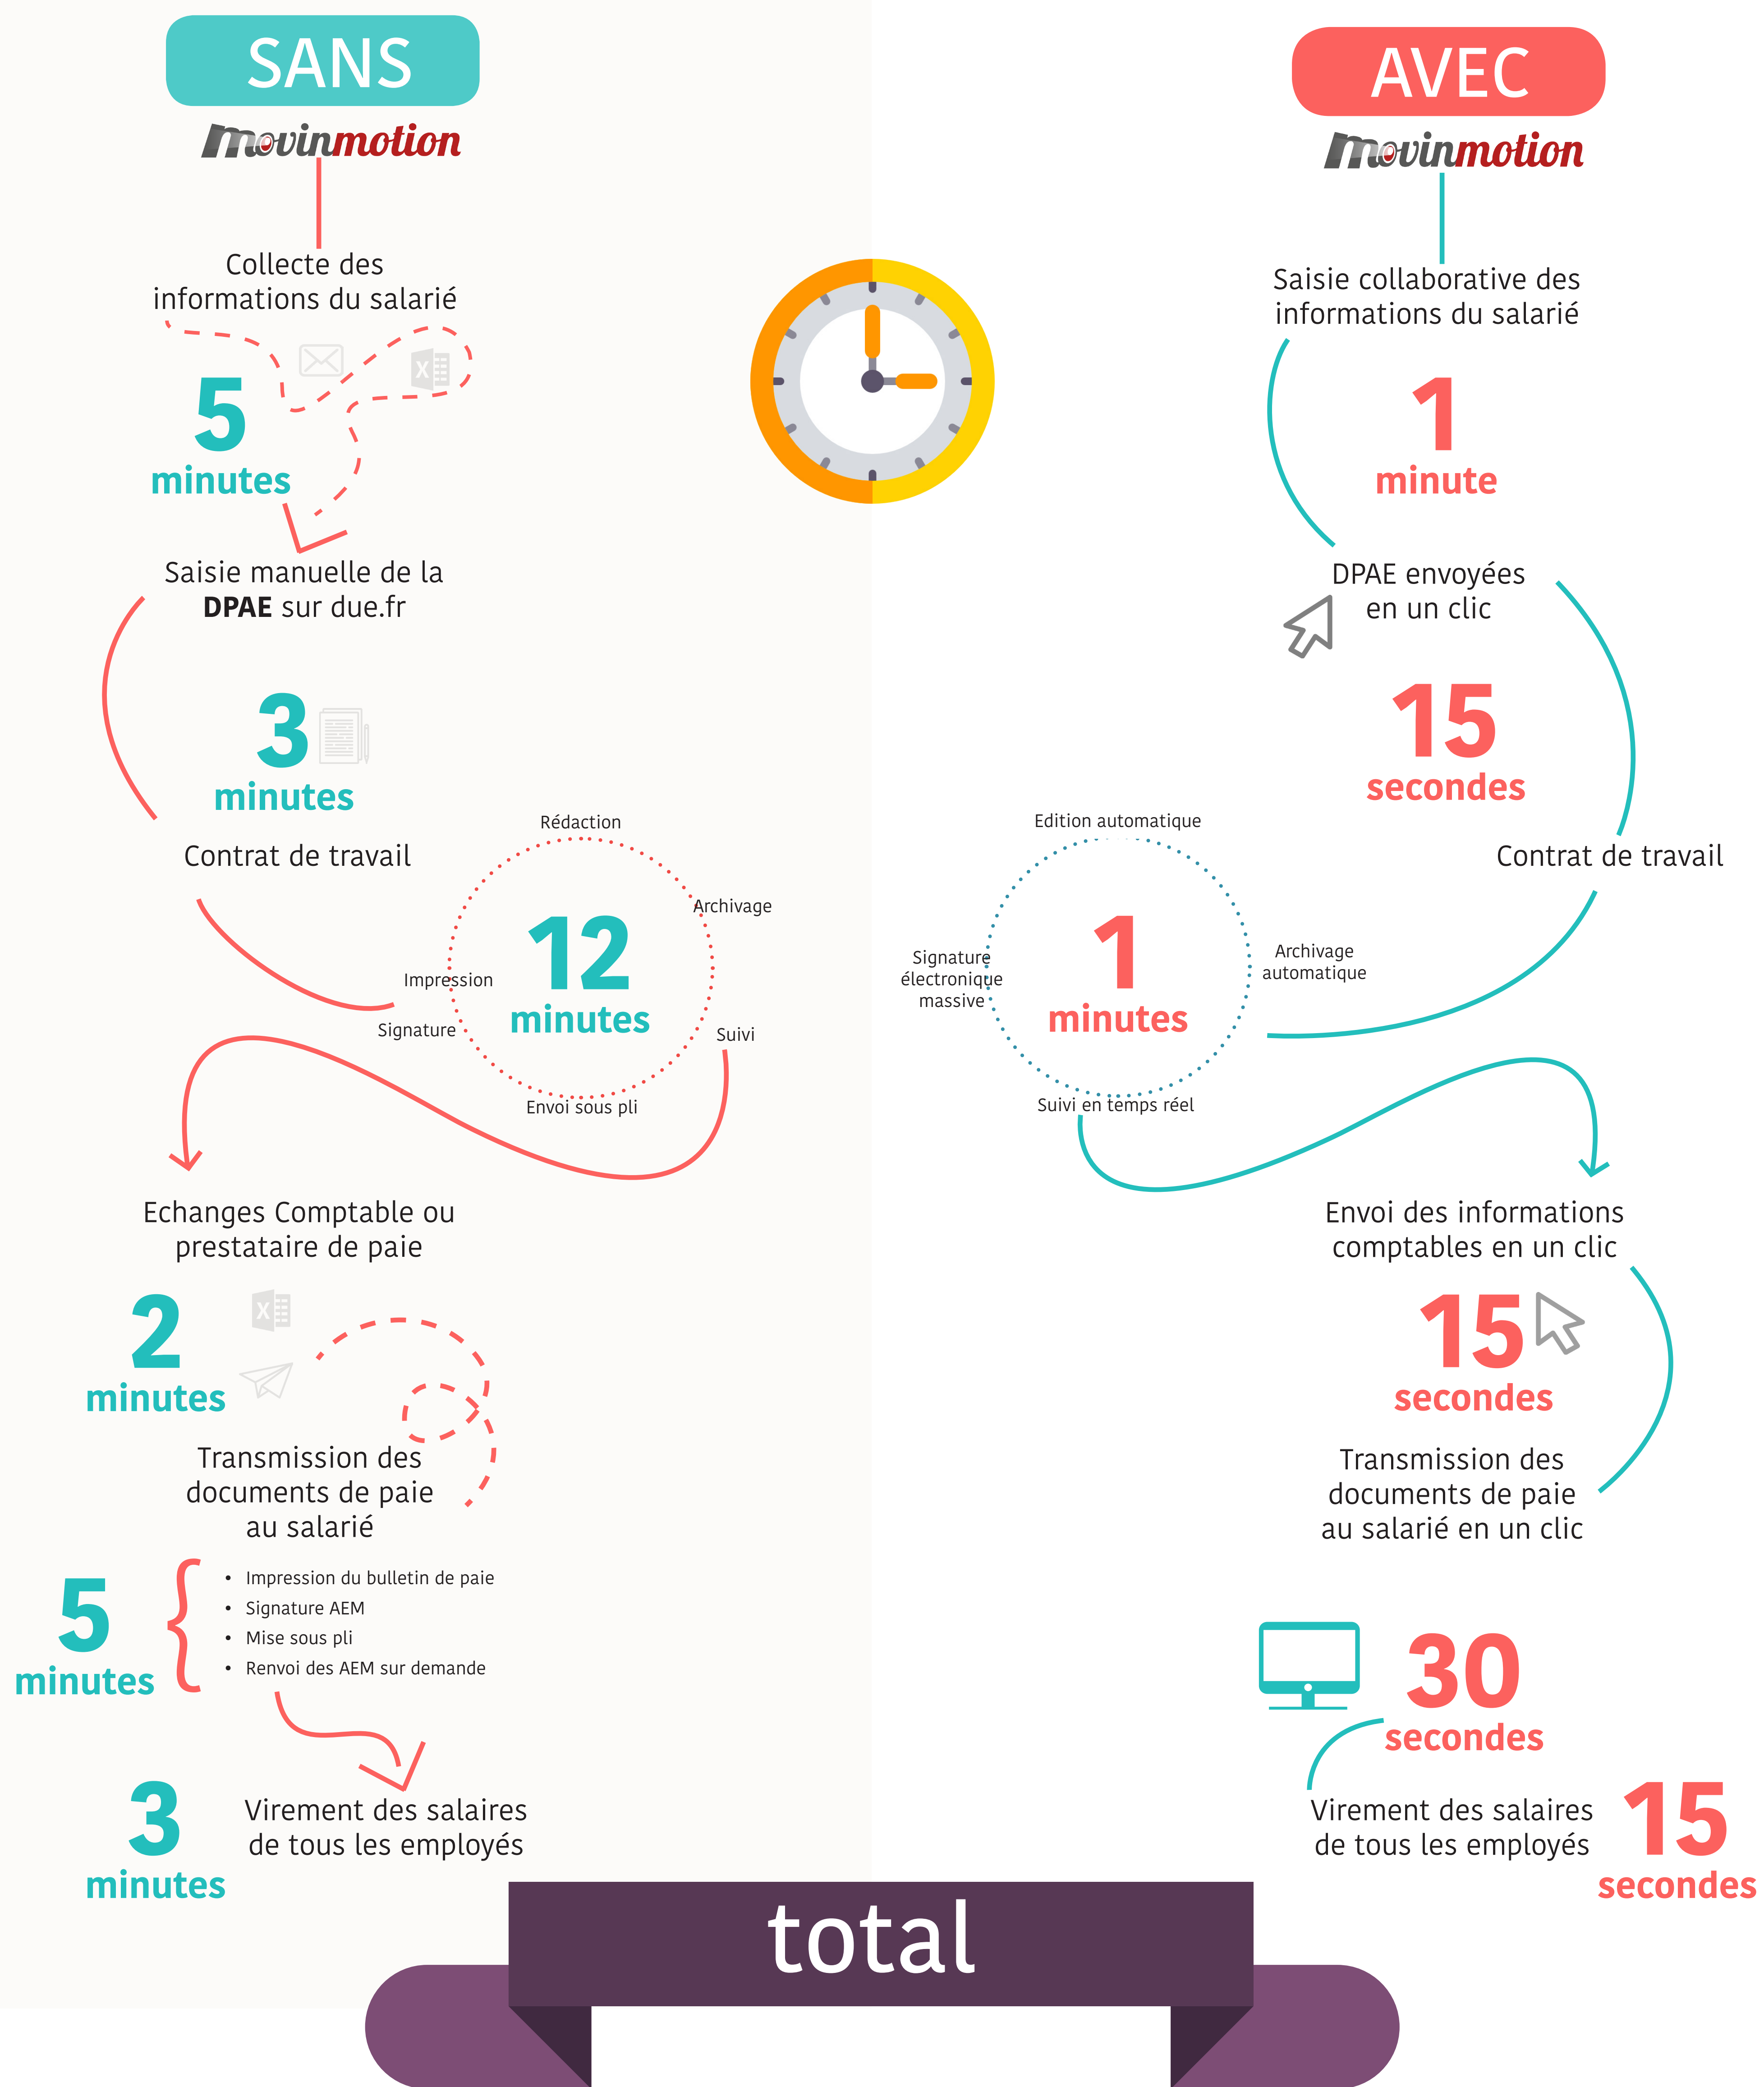 SANS
movinmotion
Collecte des
informations du salarié
5
minutes
Saisie manuelle de la
DPAE sur due.fr
3
minutes
Contrat de travail
Rédaction
Archivage
12
minutes
Impression
Signature
Suivi
Envoi sous pli
Echanges Comptable ou
prestataire de paie
X
2
minutes
Transmission des
documents de paie
au salarié
5
minutes
• Impression du bulletin de paie
• Signature AEM
• Mise sous pli
• Renvoi des AEM sur demande
3
minutes
Virement des salaires
de tous les employés
AVEC
movinmotion
Saisie collaborative des
informations du salarié
1
minute
DPAE envoyées
en un clic
15
secondes
Contrat de travail
Edition automatique
Signature
électronique
massive
1
minutes
Archivage
automatique
Suivi en temps réel
Envoi des informations
comptables en un clic
15
secondes
Transmission des
documents de paie
au salarié en un clic
30
secondes
Virement des salaires
de tous les employés
15
secondes
total